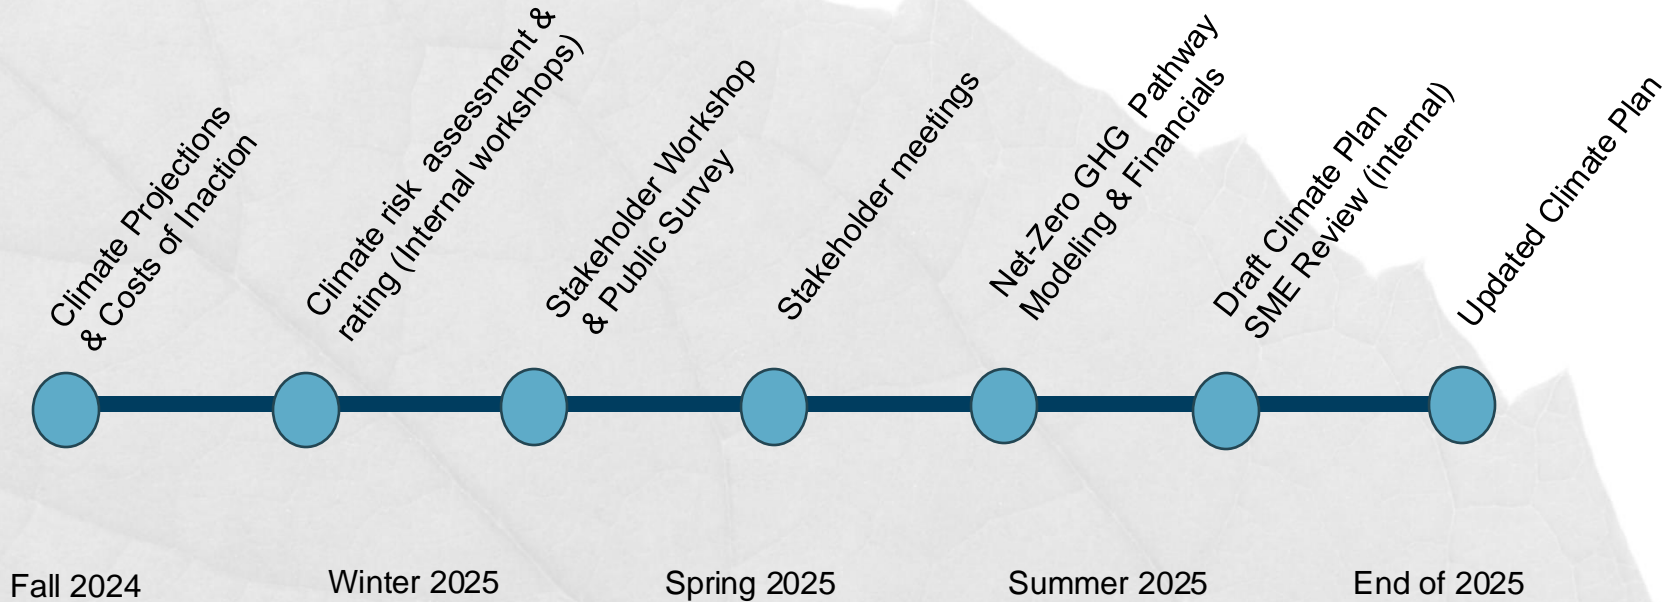 Climate Projections
& Costs of Inaction
Climate risk assessment &
rating (Internal workshops)
Stakeholder Workshop
& Public Survey
Stakeholder meetings
Net-Zero GHG Pathway
Modeling & Financials
Draft Climate Plan
SME Review (internal)
Updated Climate Plan
Fall 2024
Winter 2025
Spring 2025
Summer 2025
End of 2025